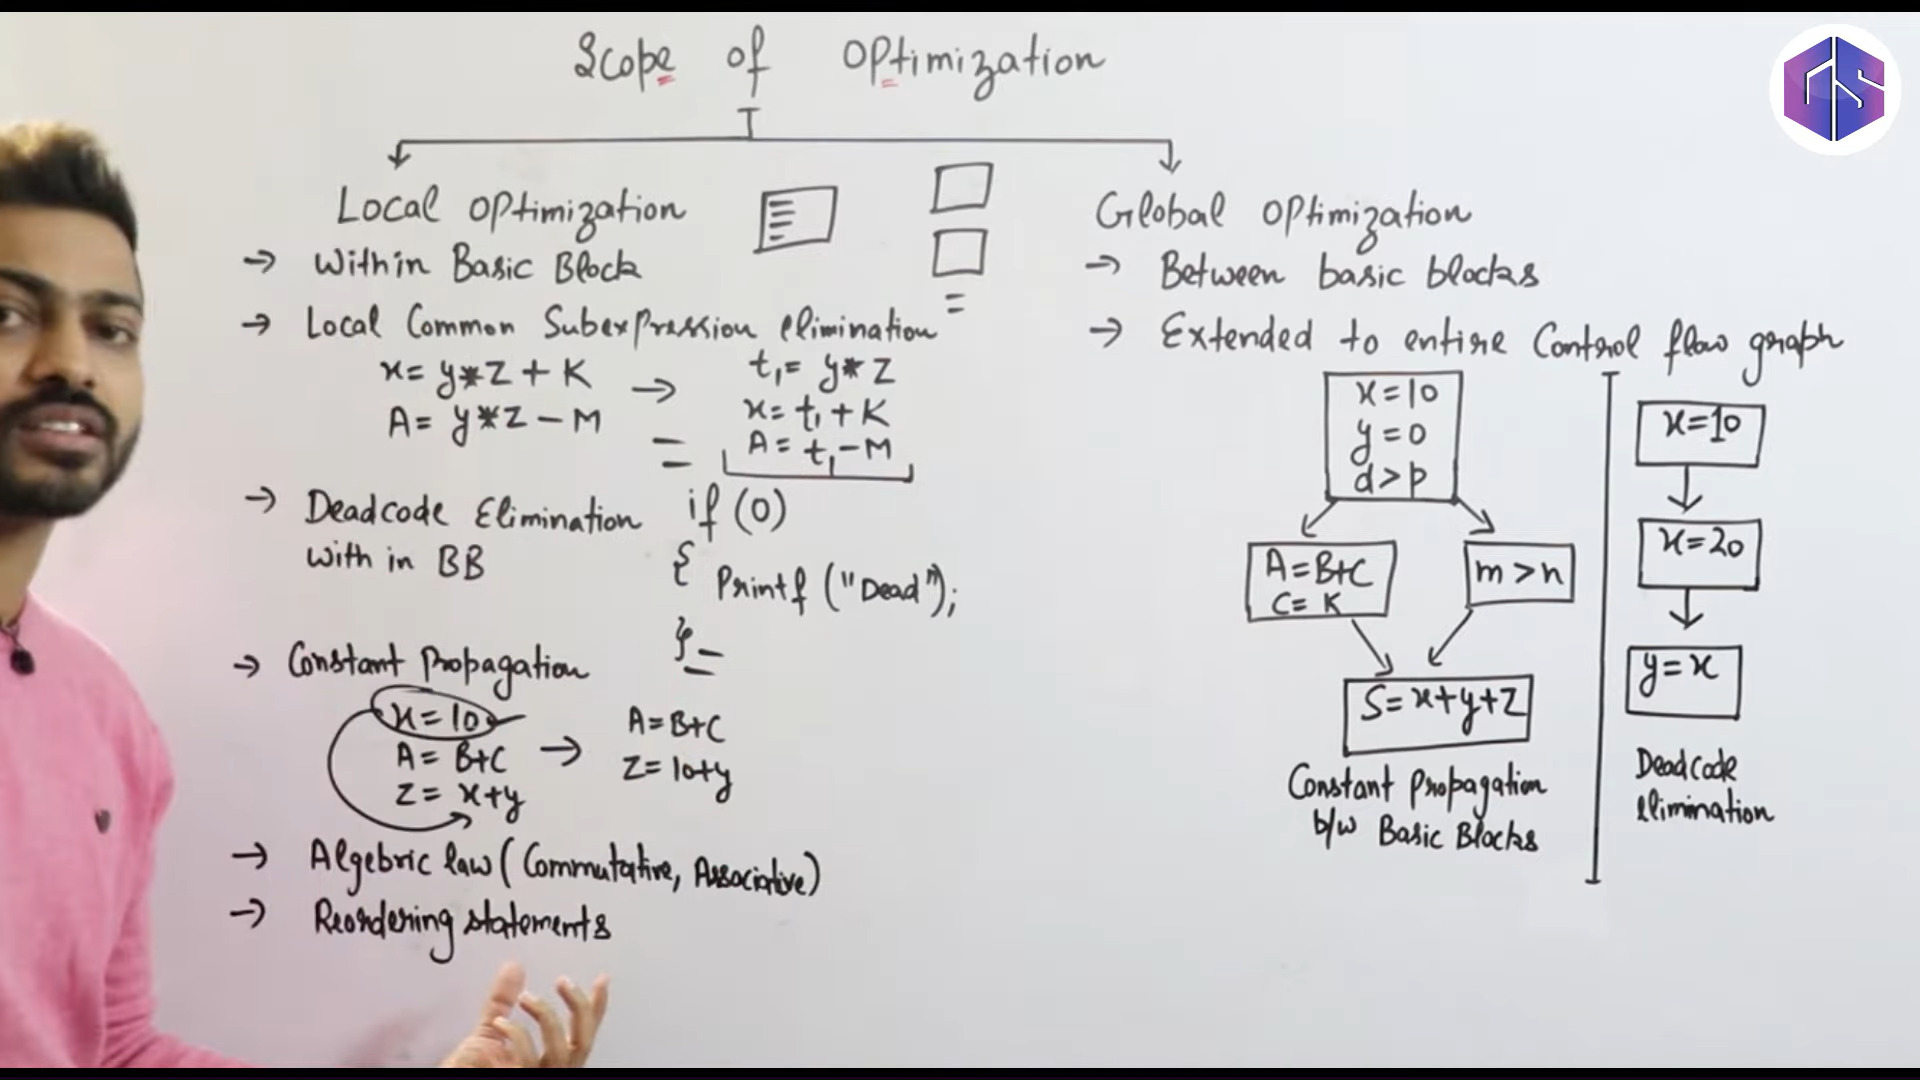 Scope of Optimization
Local Optimization
→ Within Basic Block
→ Local Common Subexpression elimination
x= y*z + K → t₁= y*z
A= y*z - M
x= t₁ + K
A= t₁ - M
→ Deadcode Elimination
with in BB
if (0)
{ Printf ("Dead");
}
→ Constant Propagation
x=10
A= B+C → A=B+C
z= x+y
z=10+y
→ Algebric law (Commutative, Associative)
→ Reordering statements
Global Optimization
→ Between basic blocks
→ Extended to entire Control flow graph
x=10
y=0
d>p
A=B+C
C= K
m>n
S=x+y+z
Constant Propagation
b/w Basic Blocks
x=10
x=20
y=x
Deadcode
elimination